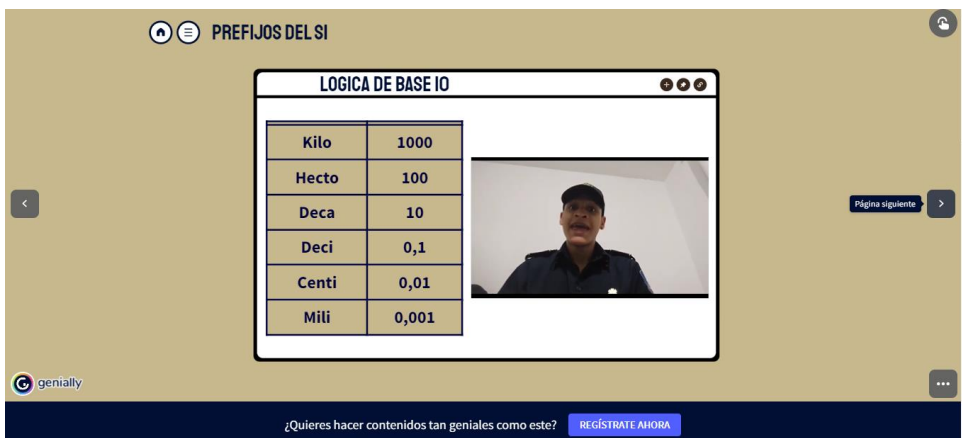 PREFIJOS DEL SI
LOGICA DE BASE 10
Kilo 1000
Hecto 100
Deca 10
Deci 0,1
Centi 0,01
Mili 0,001
Página siguiente
genially
¿Quieres hacer contenidos tan geniales como este? REGÍSTRATE AHORA